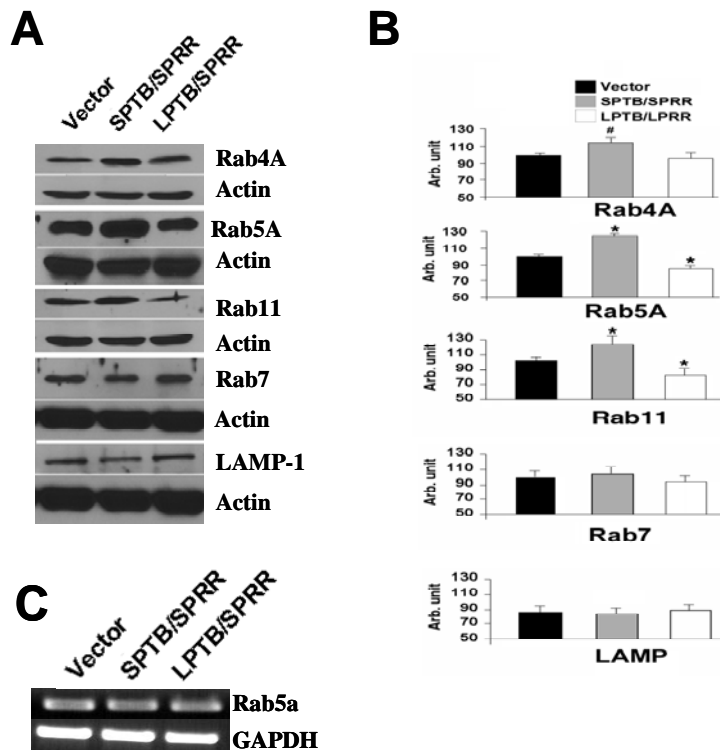 A
Vector
SPTB/SPRR
LPTB/SPRR
Rab4A
Actin
Rab5A
Actin
Rab11
Actin
Rab7
Actin
LAMP-1
Actin
B
Vector
SPTB/SPRR
LPTB/LPRR
Arb. unit
130
110
90
70
50
#
Rab4A
Arb. unit
130
110
90
70
50
* *
Rab5A
Arb. unit
130
110
90
70
50
* *
Rab11
Arb. unit
130
110
90
70
50
Rab7
Arb. unit
130
110
90
70
50
LAMP
C
Vector
SPTB/SPRR
LPTB/SPRR
Rab5a
GAPDH